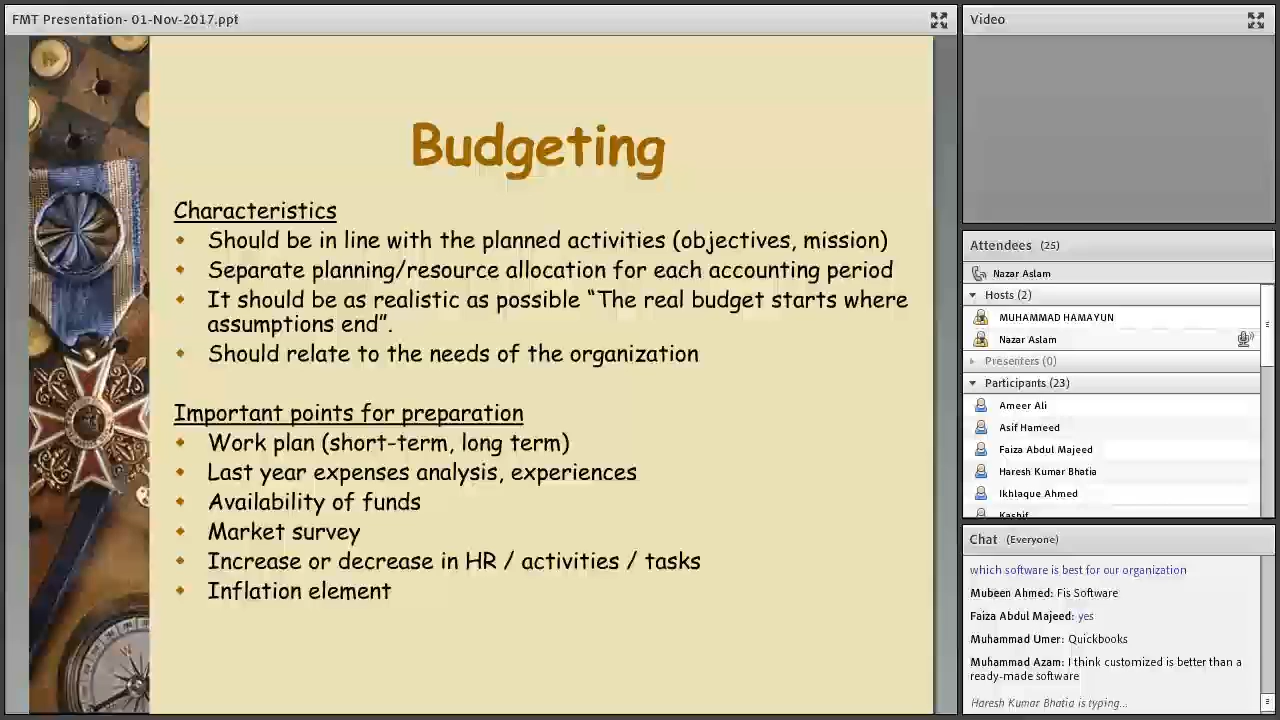 FMT Presentation- 01-Nov-2017.ppt
Budgeting
Characteristics
Should be in line with the planned activities (objectives, mission)
Separate planning/resource allocation for each accounting period
It should be as realistic as possible “The real budget starts where
assumptions end”.
Should relate to the needs of the organization
Important points for preparation
Work plan (short-term, long term)
Last year expenses analysis, experiences
Availability of funds
Market survey
Increase or decrease in HR / activities / tasks
Inflation element
Video
Attendees (25)
Nazar Aslam
Hosts (2)
MUHAMMAD HAMAYUN
Nazar Aslam
Presenters (0)
Participants (23)
Ameer Ali
Asif Hameed
Faiza Abdul Majeed
Haresh Kumar Bhatia
Ikhlaque Ahmed
Kashif
Chat (Everyone)
which software is best for our organization
Mubeen Ahmed: Fis Software
Faiza Abdul Majeed: yes
Muhammad Umer: Quickbooks
Muhammad Azam: I think customized is better than a
ready-made software
Haresh Kumar Bhatia is typing...